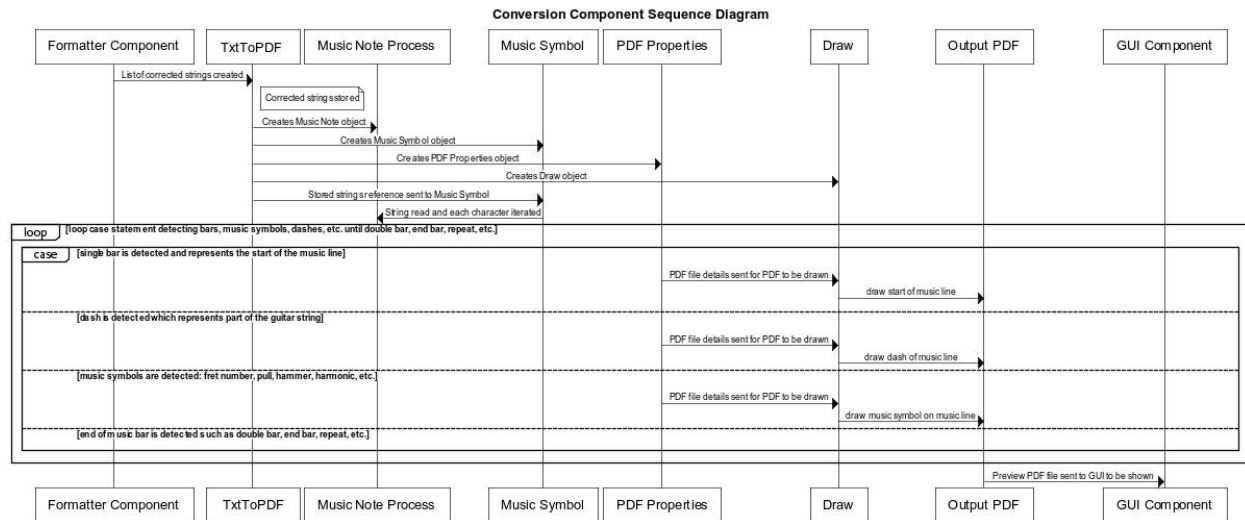 Conversion Component Sequence Diagram
Formatter Component TxtToPDF Music Note Process Music Symbol PDF Properties Draw Output PDF GUI Component
List of corrected strings created
Corrected strings stored
Creates Music Note object
Creates Music Symbol object
Creates PDF Properties object
Creates Draw object
Stored strings reference sent to Music Symbol
String read and each character iterated
loop [loop case statement detecting bars, music symbols, dashes, etc. until double bar, end bar, repeat, etc.]
case [single bar is detected and represents the start of the music line]
PDF file details sent for PDF to be drawn
draw start of music line
[dash is detected which represents part of the guitar string]
PDF file details sent for PDF to be drawn
draw dash of music line
[music symbols are detected: fret number, pull, hammer, harmonic, etc.]
PDF file details sent for PDF to be drawn
draw music symbol on music line
[end of music bar is detected such as double bar, end bar, repeat, etc.]
Preview PDF file sent to GUI to be shown
Formatter Component TxtToPDF Music Note Process Music Symbol PDF Properties Draw Output PDF GUI Component